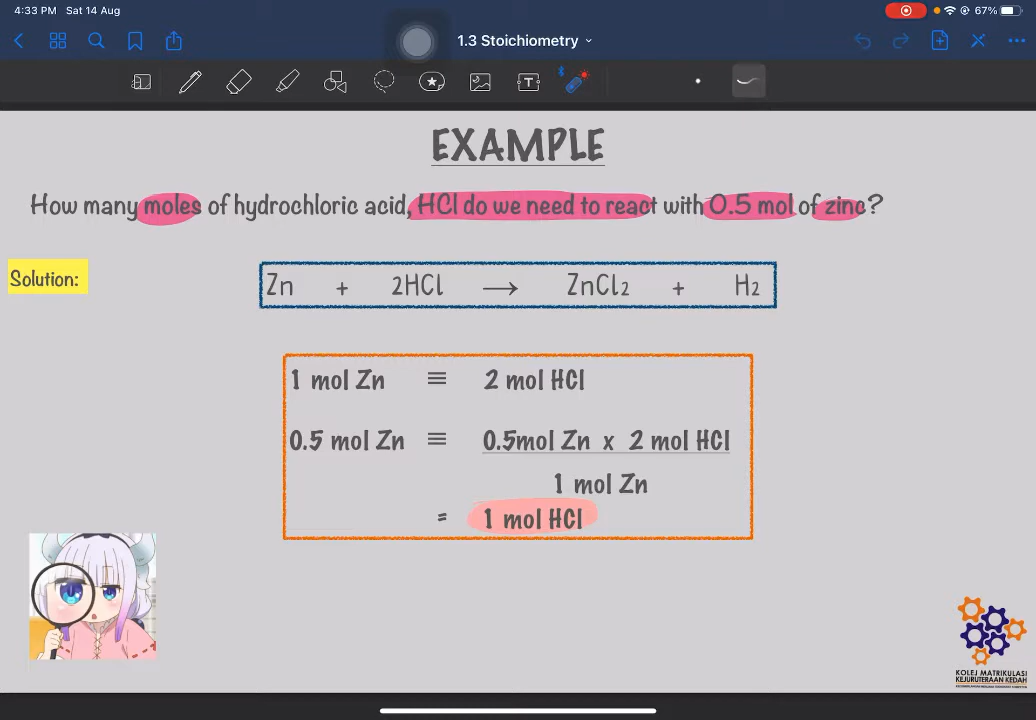 4:33 PM Sat 14 Aug
67%
1.3 Stoichiometry
EXAMPLE
How many moles of hydrochloric acid, HCl do we need to react with 0.5 mol of zinc?
Solution:
Zn + 2HCl → ZnCl₂ + H₂
1 mol Zn ≡ 2 mol HCl
0.5 mol Zn ≡ 0.5mol Zn x 2 mol HCl
1 mol Zn
= 1 mol HCl
KOLEJ MATRIKULASI
KEJURUTERAAN KEDAH